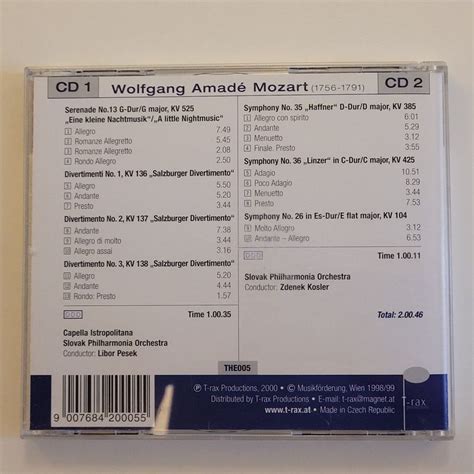 CD 1
Wolfgang Amadé Mozart (1756-1791)
CD 2
Serenade No.13 G-Dur/G major, KV 525
„Eine kleine Nachtmusik“/„A little Nightmusic“
1 Allegro 7.49
2 Romanze Allegretto 5.45
3 Romanze Allegretto 2.08
4 Rondo Allegro 2.50
Divertimenti No. 1, KV 136 „Salzburger Divertimento“
5 Allegro 5.50
6 Andante 5.20
7 Presto 3.44
Divertimenti No. 2, KV 137 „Salzburger Divertimento“
8 Andante 7.38
9 Allegro di molto 3.44
10 Allegro assai 3.16
Divertimenti No. 3, KV 138 „Salzburger Divertimento“
11 Allegro 5.20
12 Andante 4.44
13 Rondo: Presto 1.57
DDD Time 1.00.35
Capella Istropolitana
Slovak Philharmonia Orchestra
Conductor: Libor Pesek
Symphony No. 35 „Haffner“ D-Dur/D major, KV 385
1 Allegro con spirito 6:01
2 Andante 5.29
3 Menuetto 3.12
4 Finale. Presto 3:55
Symphony No. 36 „Linzer“ in C-Dur/C major, KV 425
5 Adagio 10.51
6 Poco Adagio 8.29
7 Menuetto 3.44
8 Presto 7.53
Symphony No. 26 in Es-Dur/E flat major, KV 104
9 Molto Allegro 3.12
10 Andante – Allegro 6.53
DDD Time 1.00.11
Slovak Philharmonia Orchestra
Conductor: Zdenek Kosler
Total: 2.00.46
THE005
9 007684 200055
℗ T-rax Productions, 2000 • © Musikförderung, Wien 1998/99
Distributed by T-rax Productions • E-mail: t-rax@magnet.at
www.t-rax.at • Made in Czech Republic
T-rax